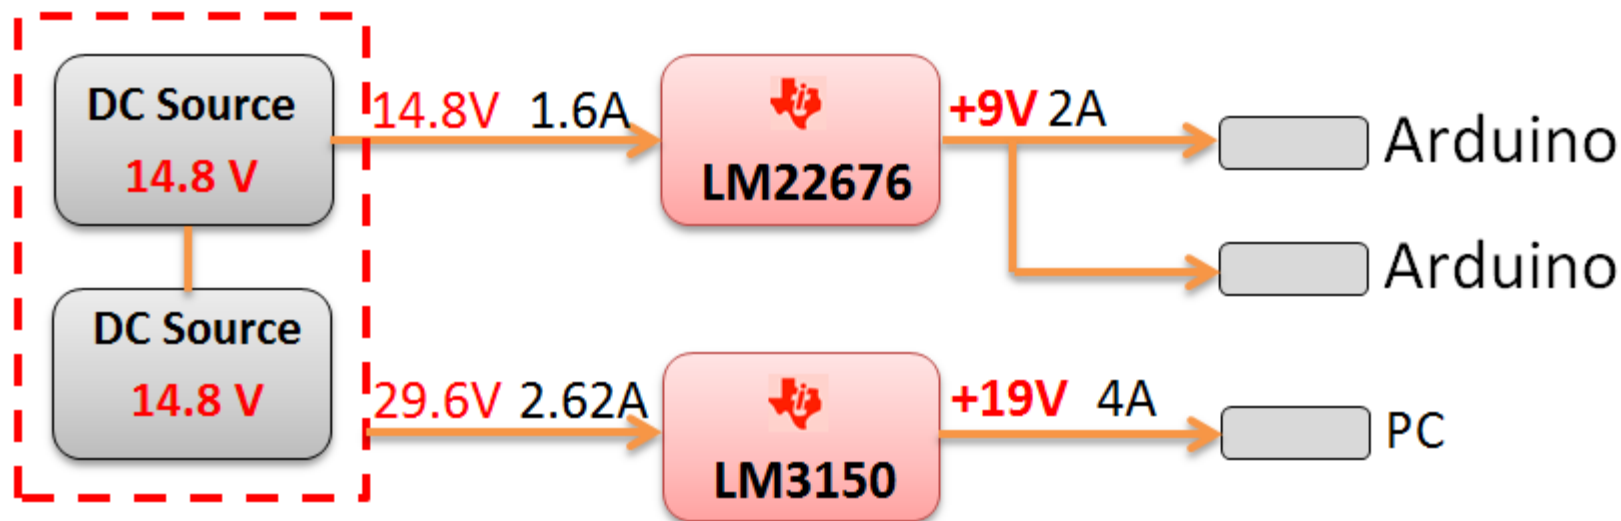 DC Source
14.8 V
14.8V 1.6A
LM22676
+9V 2A
Arduino
Arduino
DC Source
14.8 V
29.6V 2.62A
LM3150
+19V 4A
PC